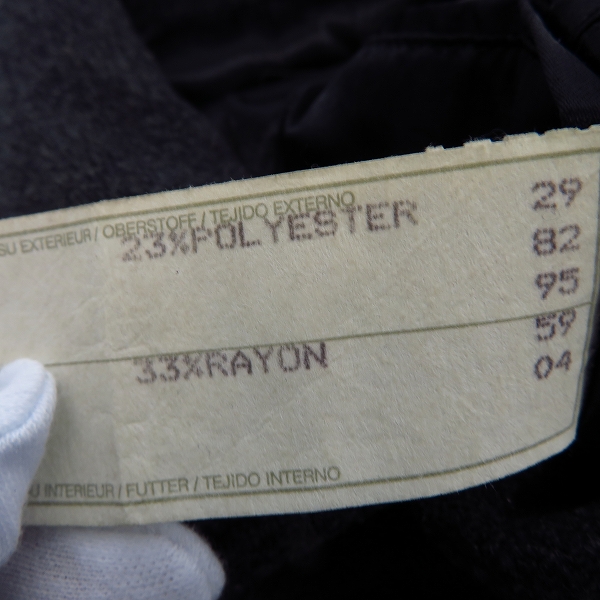 SU EXTERIEUR / OBERSTOFF / TEJIDO EXTERNO
23%POLYESTER
29
82
95
59
33%RAYON
04
INTERIEUR / FUTTER / TEJIDO INTERNO